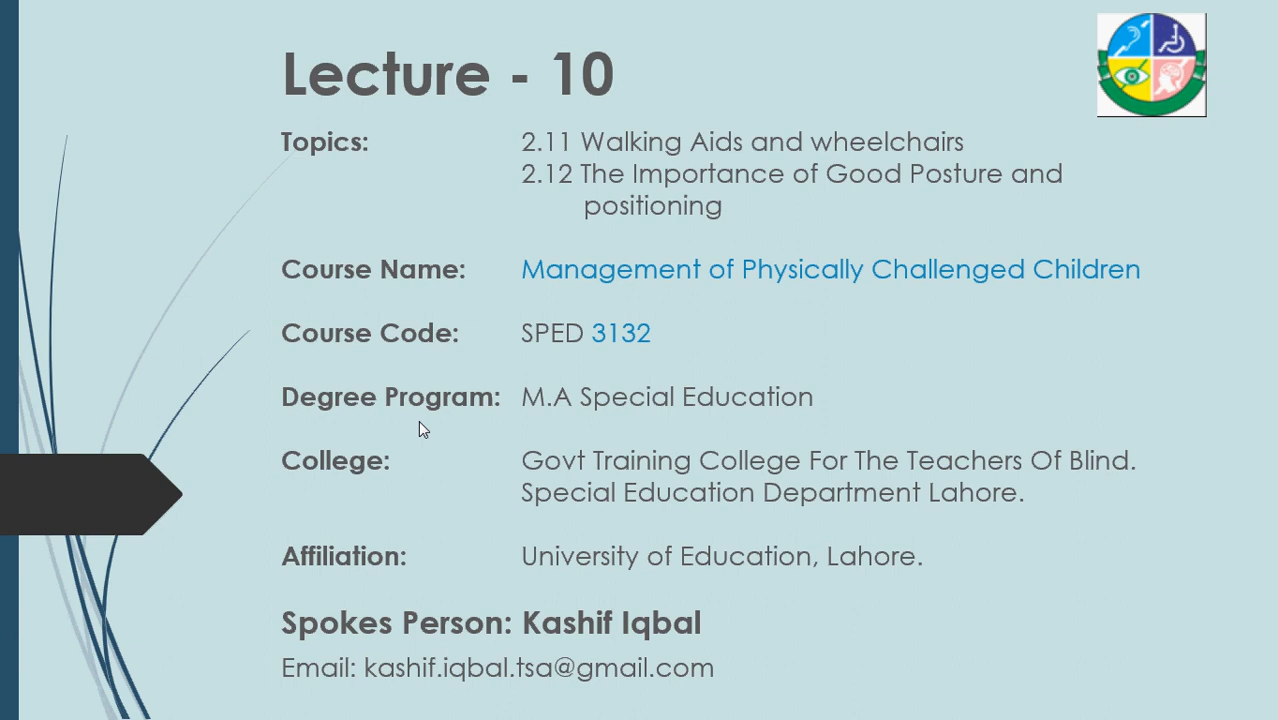 Lecture - 10
Topics: 2.11 Walking Aids and wheelchairs
2.12 The Importance of Good Posture and
positioning
Course Name: Management of Physically Challenged Children
Course Code: SPED 3132
Degree Program: M.A Special Education
College: Govt Training College For The Teachers Of Blind.
Special Education Department Lahore.
Affiliation: University of Education, Lahore.
Spokes Person: Kashif Iqbal
Email: kashif.iqbal.tsa@gmail.com